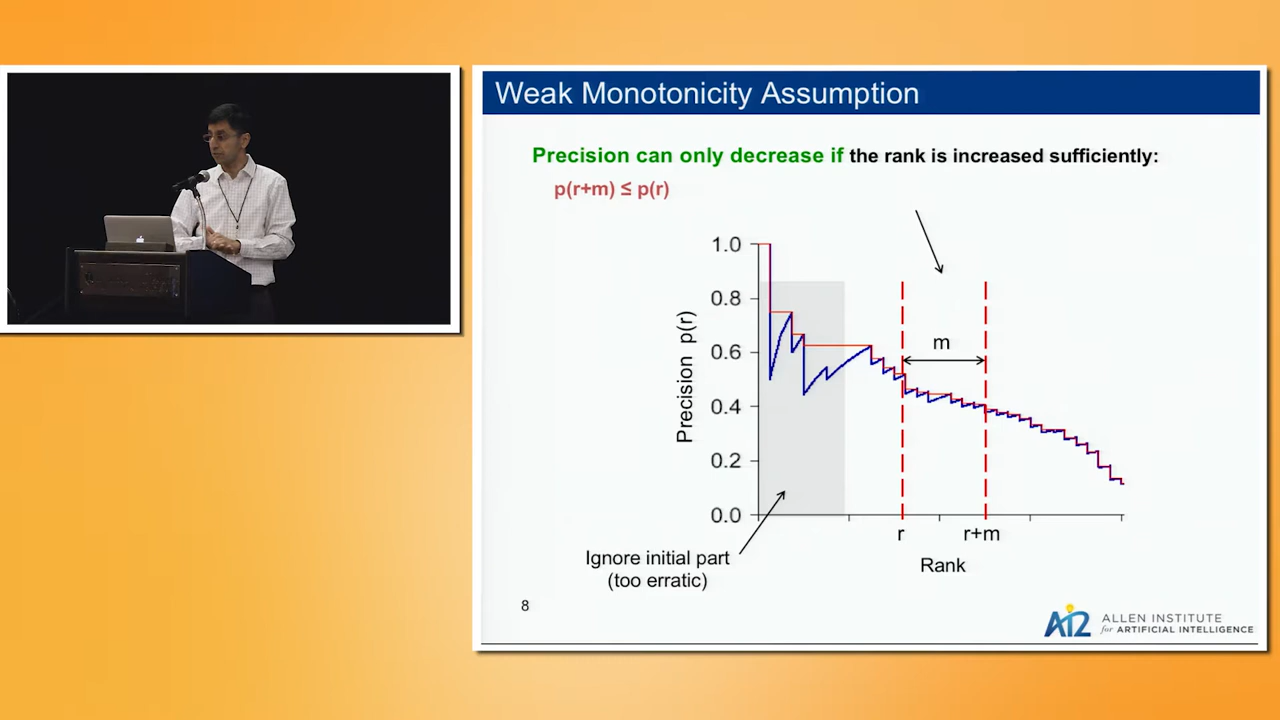 Weak Monotonicity Assumption
Precision can only decrease if the rank is increased sufficiently:
p(r+m) ≤ p(r)
1.0
0.8
0.6
0.4
0.2
0.0
Precision p(r)
m
r
r+m
Rank
Ignore initial part
(too erratic)
8
AI2
ALLEN INSTITUTE
for ARTIFICIAL INTELLIGENCE